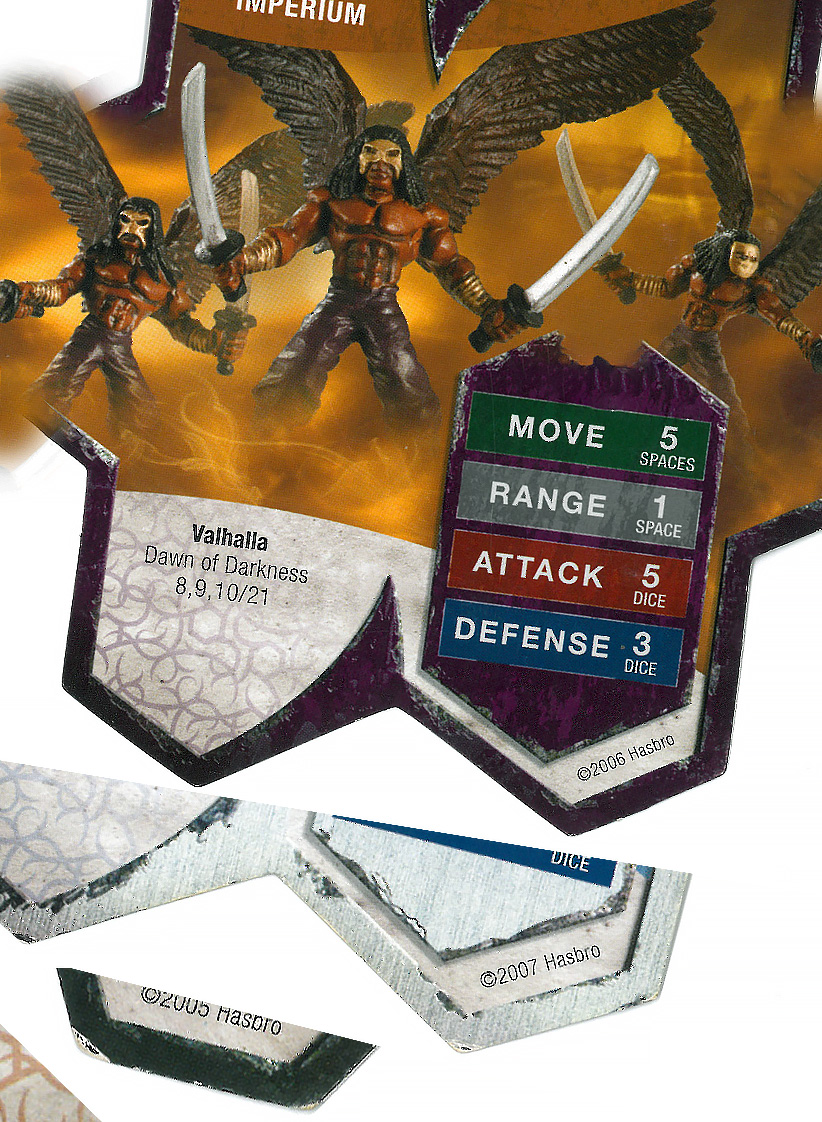 IMPERIUM
MOVE 5
SPACES
RANGE 1
SPACE
ATTACK 5
DICE
DEFENSE 3
DICE
Valhalla
Dawn of Darkness
8,9,10/21
©2006 Hasbro
DICE
©2007 Hasbro
©2005 Hasbro